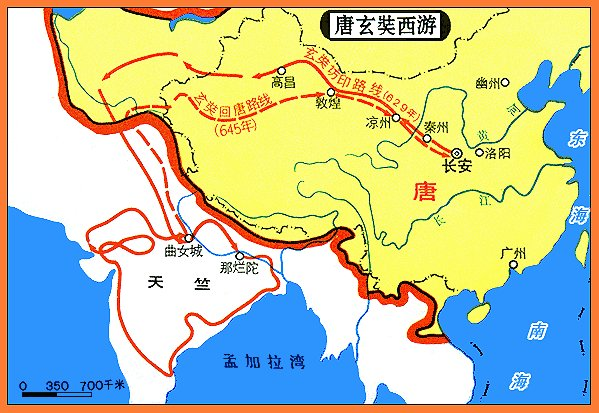 唐玄奘西游
玄奘访印路线(629年)
玄奘回唐路线
(645年)
高昌
敦煌
幽州
凉州
秦州
黄
河
洛阳
长安
东
海
唐
长
江
广州
曲女城
那烂陀
天竺
南
海
孟加拉湾
0 350 700千米